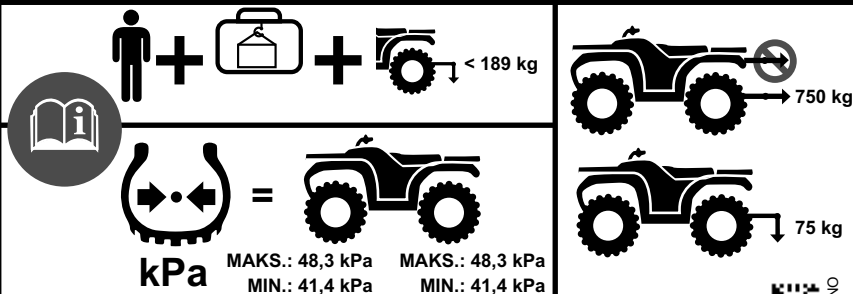 < 189 kg
750 kg
i
kPa
MAKS.: 48,3 kPa
MIN.: 41,4 kPa
MAKS.: 48,3 kPa
MIN.: 41,4 kPa
75 kg
NO